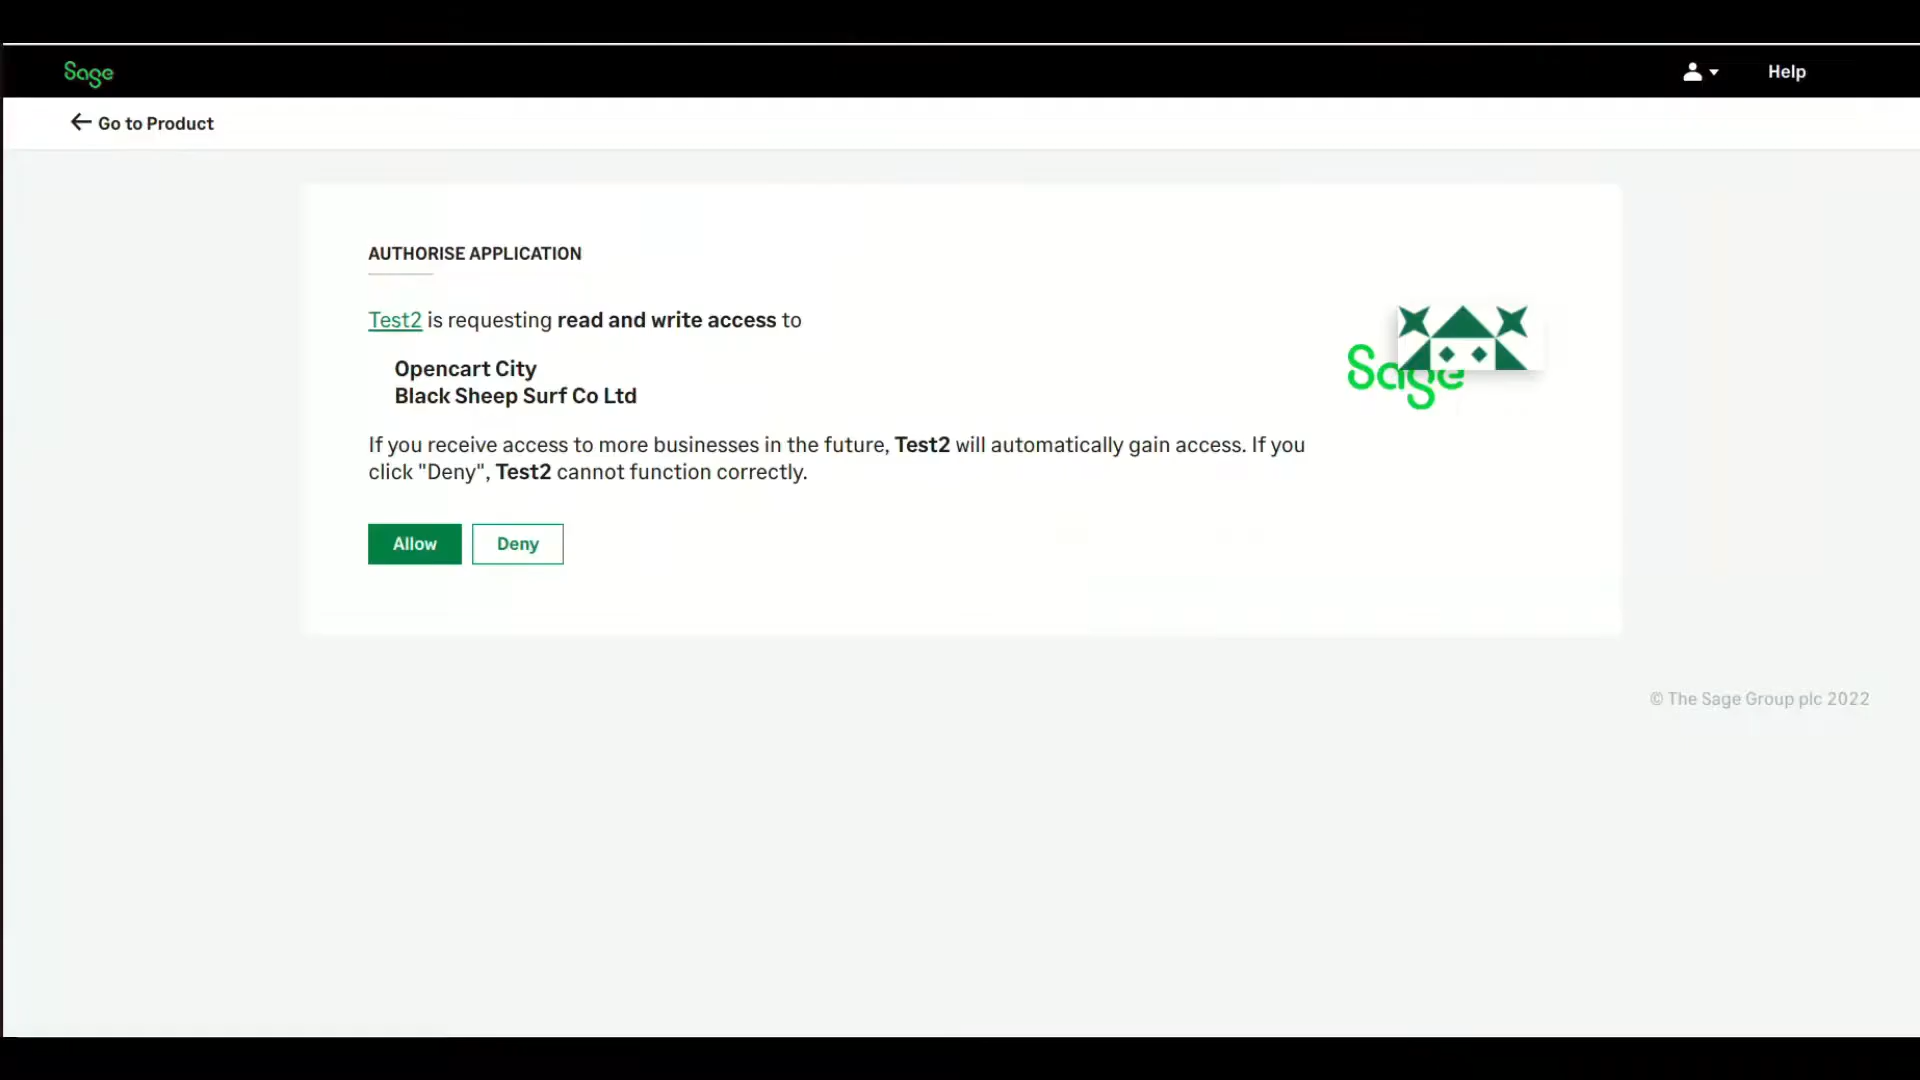 Sage
Help
Go to Product
AUTHORISE APPLICATION
Test2 is requesting read and write access to
Opencart City
Black Sheep Surf Co Ltd
If you receive access to more businesses in the future, Test2 will automatically gain access. If you
click "Deny", Test2 cannot function correctly.
Sage
Allow
Deny
© The Sage Group plc 2022